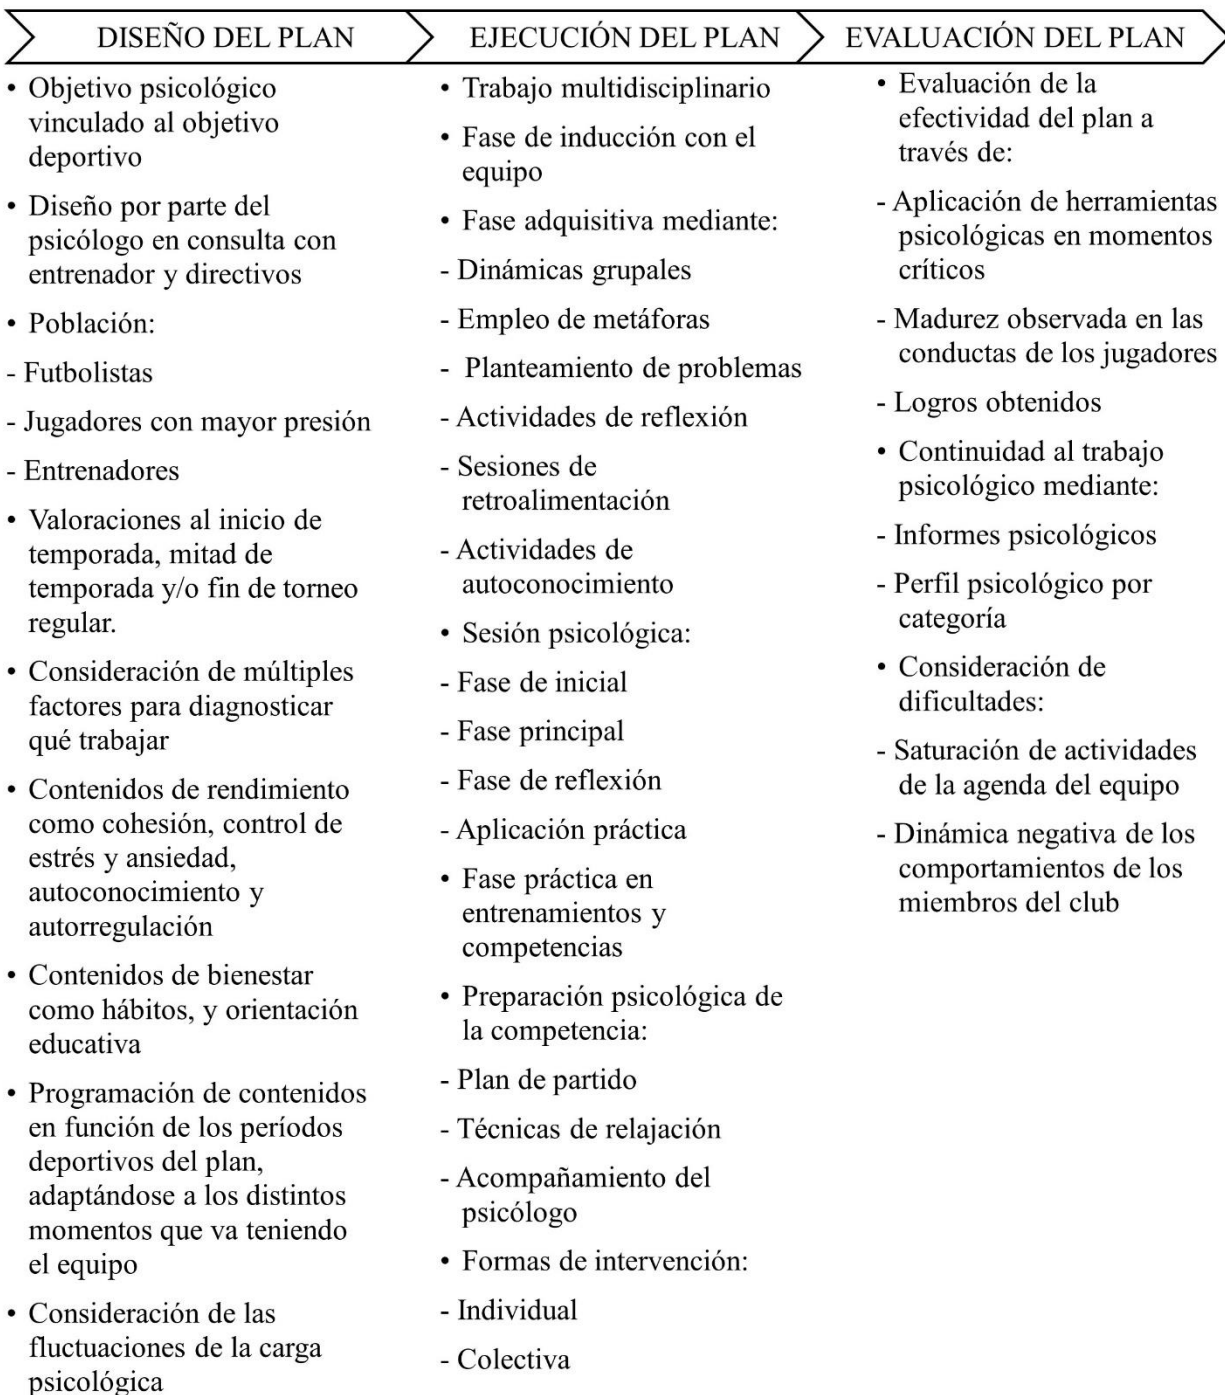 DISEÑO DEL PLAN
EJECUCIÓN DEL PLAN
EVALUACIÓN DEL PLAN
• Objetivo psicológico
vinculado al objetivo
deportivo
• Diseño por parte del
psicólogo en consulta con
entrenador y directivos
• Población:
- Futbolistas
- Jugadores con mayor presión
- Entrenadores
• Valoraciones al inicio de
temporada, mitad de
temporada y/o fin de torneo
regular.
• Consideración de múltiples
factores para diagnosticar
qué trabajar
• Contenidos de rendimiento
como cohesión, control de
estrés y ansiedad,
autoconocimiento y
autorregulación
• Contenidos de bienestar
como hábitos, y orientación
educativa
• Programación de contenidos
en función de los períodos
deportivos del plan,
adaptándose a los distintos
momentos que va teniendo
el equipo
• Consideración de las
fluctuaciones de la carga
psicológica
• Trabajo multidisciplinario
• Fase de inducción con el
equipo
• Fase adquisitiva mediante:
- Dinámicas grupales
- Empleo de metáforas
- Planteamiento de problemas
- Actividades de reflexión
- Sesiones de
retroalimentación
- Actividades de
autoconocimiento
• Sesión psicológica:
- Fase de inicial
- Fase principal
- Fase de reflexión
- Aplicación práctica
• Fase práctica en
entrenamientos y
competencias
• Preparación psicológica de
la competencia:
- Plan de partido
- Técnicas de relajación
- Acompañamiento del
psicólogo
• Formas de intervención:
- Individual
- Colectiva
• Evaluación de la
efectividad del plan a
través de:
- Aplicación de herramientas
psicológicas en momentos
críticos
- Madurez observada en las
conductas de los jugadores
- Logros obtenidos
• Continuidad al trabajo
psicológico mediante:
- Informes psicológicos
- Perfil psicológico por
categoría
• Consideración de
dificultades:
- Saturación de actividades
de la agenda del equipo
- Dinámica negativa de los
comportamientos de los
miembros del club